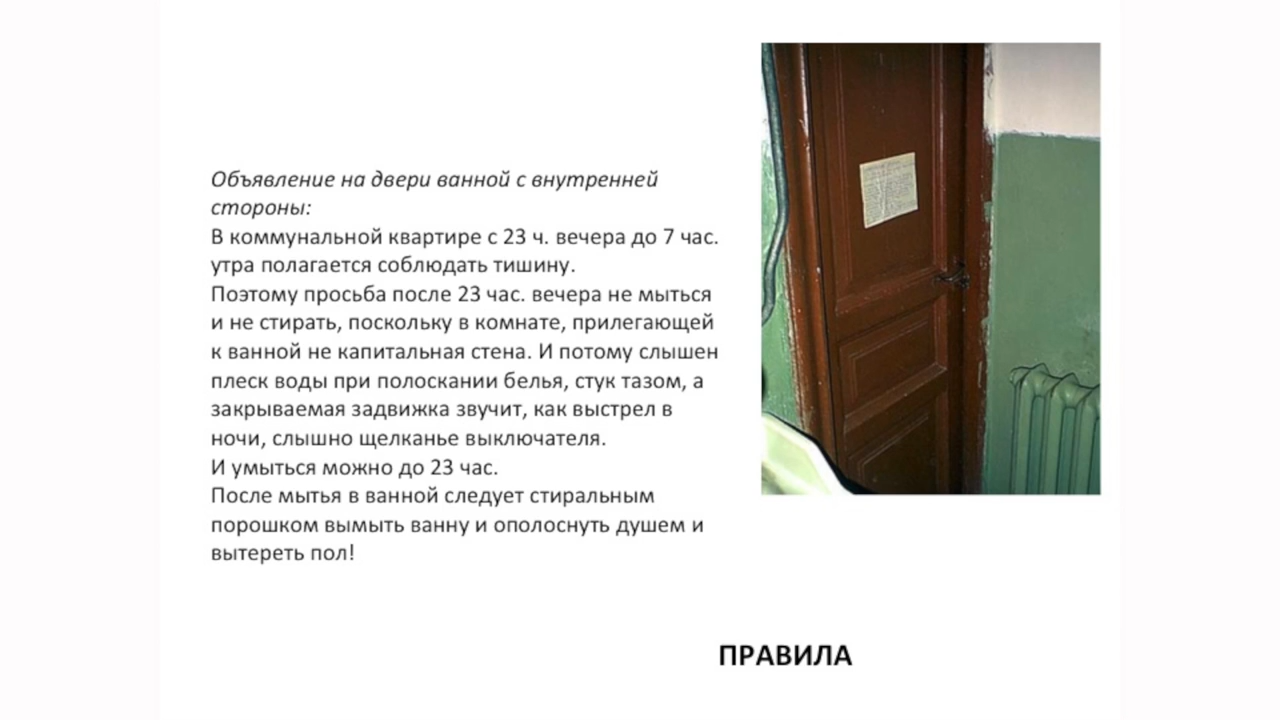 Объявление на двери ванной с внутренней
стороны:
В коммунальной квартире с 23 ч. вечера до 7 час.
утра полагается соблюдать тишину.
Поэтому просьба после 23 час. вечера не мыться
и не стирать, поскольку в комнате, прилегающей
к ванной не капитальная стена. И потому слышен
плеск воды при полоскании белья, стук тазом, а
закрываемая задвижка звучит, как выстрел в
ночи, слышно щелканье выключателя.
И умыться можно до 23 час.
После мытья в ванной следует стиральным
порошком вымыть ванну и ополоснуть душем и
вытереть пол!
ПРАВИЛА